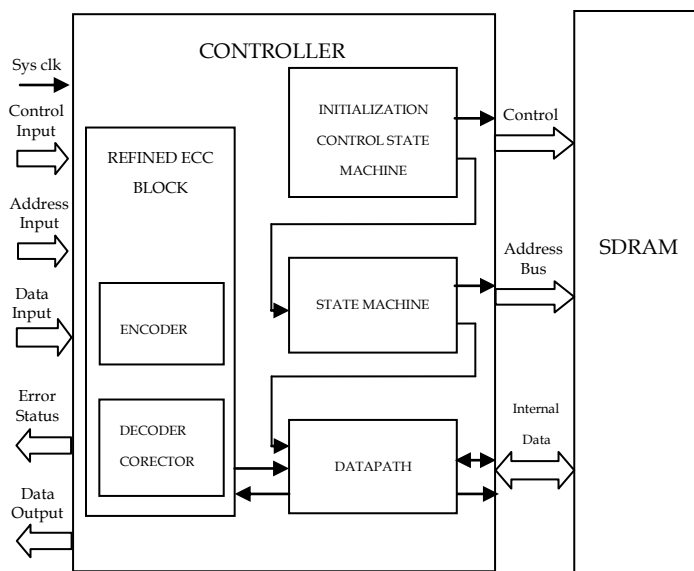 CONTROLLER
Sys clk
Control
Input
Address
Input
Data
Input
Error
Status
Data
Output
REFINED ECC
BLOCK
ENCODER
DECODER
CORECTOR
INITIALIZATION
CONTROL STATE
MACHINE
STATE MACHINE
DATAPATH
Control
Address
Bus
Internal
Data
SDRAM